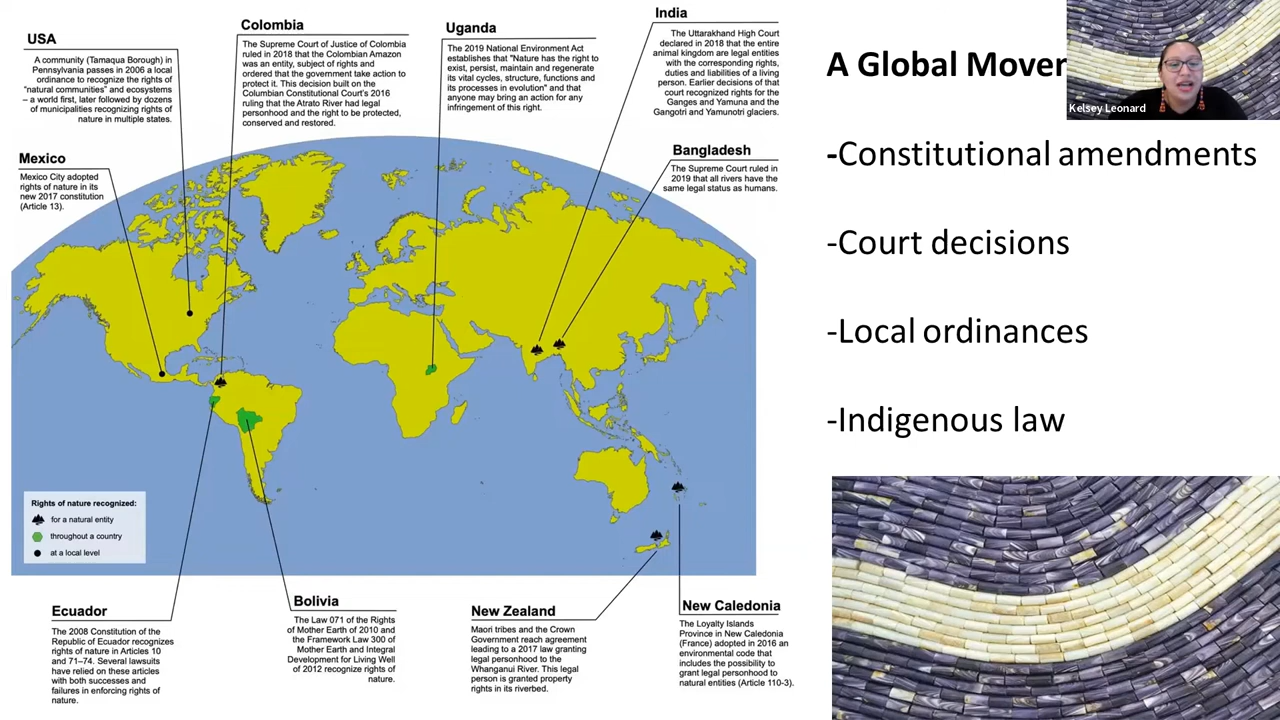 USA
A community (Tamaqua Borough) in
Pennsylvania passes in 2006 a local
ordinance to recognize the rights of
"natural communities" and ecosystems
– a world first, later followed by dozens
of municipalities recognizing rights of
nature in multiple states.
Colombia
The Supreme Court of Justice of Colombia
ruled in 2018 that the Colombian Amazon
was an entity, subject of rights and
ordered that the government take action to
protect it. This decision built on the
Columbian Constitutional Court's 2016
ruling that the Atrato River had legal
personhood and the right to be protected,
conserved and restored.
Uganda
The 2019 National Environment Act
establishes that "Nature has the right to
exist, persist, maintain and regenerate
its vital cycles, structure, functions and
its processes in evolution" and that
anyone may bring an action for any
infringement of this right.
India
The Uttarakhand High Court
declared in 2018 that the entire
animal kingdom are legal entities
with the corresponding rights,
duties and liabilities of a living
person. Earlier decisions of that
court recognized rights for the
Ganges and Yamuna and the
Gangotri and Yamunotri glaciers.
Mexico
Mexico City adopted
rights of nature in its
new 2017 constitution
(Article 13).
Bangladesh
The Supreme Court ruled in
2019 that all rivers have the
same legal status as humans.
Rights of nature recognized:
for a natural entity
throughout a country
at a local level
Ecuador
The 2008 Constitution of the
Republic of Ecuador recognizes
rights of nature in Articles 10
and 71–74. Several lawsuits
have relied on these articles
with both successes and
failures in enforcing rights of
nature.
Bolivia
The Law 071 of the Rights
of Mother Earth of 2010 and
the Framework Law 300 of
Mother Earth and Integral
Development for Living Well
of 2012 recognize rights of
nature.
New Zealand
Maori tribes and the Crown
Government reach agreement
leading to a 2017 law granting
legal personhood to the
Whanganui River. This legal
person is granted property
rights in its riverbed.
New Caledonia
The Loyalty Islands
Province in New Caledonia
(France) adopted in 2016 an
environmental code that
includes the possibility to
grant legal personhood to
natural entities (Article 110-3).
A Global Mover
Kelsey Leonard
-Constitutional amendments
-Court decisions
-Local ordinances
-Indigenous law